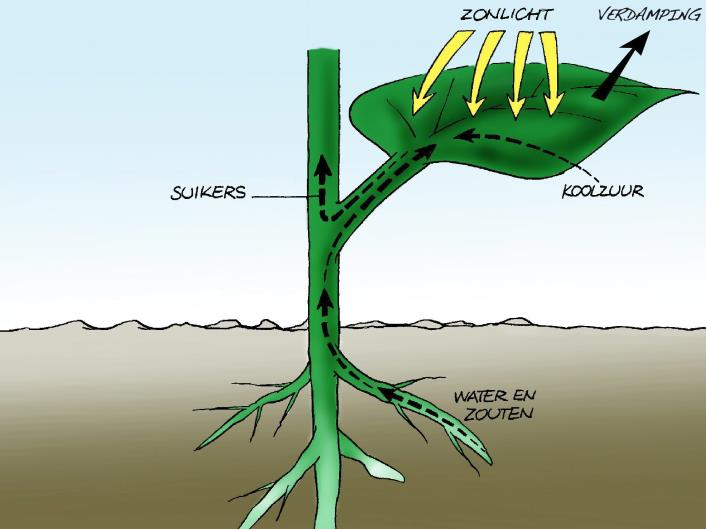 ZONLICHT
VERDAMPING
SUIKERS
KOOLZUUR
WATER EN
ZOUTEN